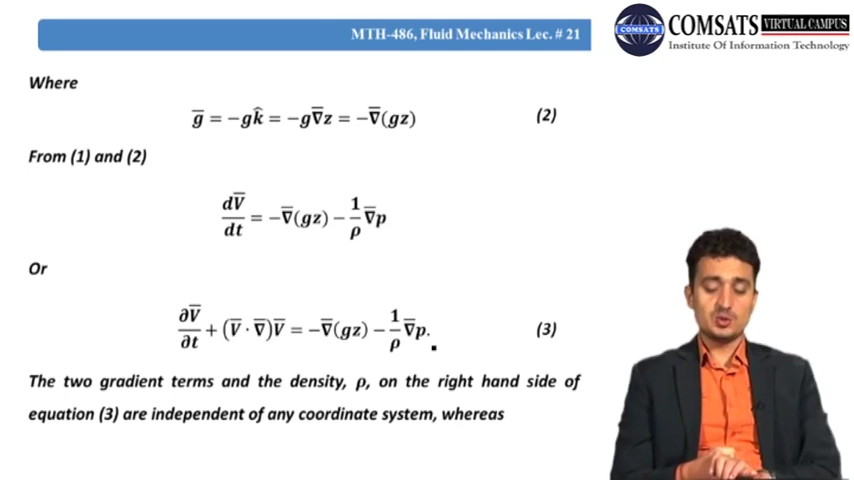 MTH-486, Fluid Mechanics Lec. # 21
COMSATS VIRTUAL CAMPUS
COMSATS
Institute Of Information Technology
Where
g̅ = −gk̂ = −g∇̅z = −∇̅(gz) (2)
From (1) and (2)
dV̅/dt = −∇̅(gz) − 1/ρ ∇̅p
Or
∂V̅/∂t + (V̅ · ∇̅)V̅ = −∇̅(gz) − 1/ρ ∇̅p. (3)
The two gradient terms and the density, ρ, on the right hand side of
equation (3) are independent of any coordinate system, whereas